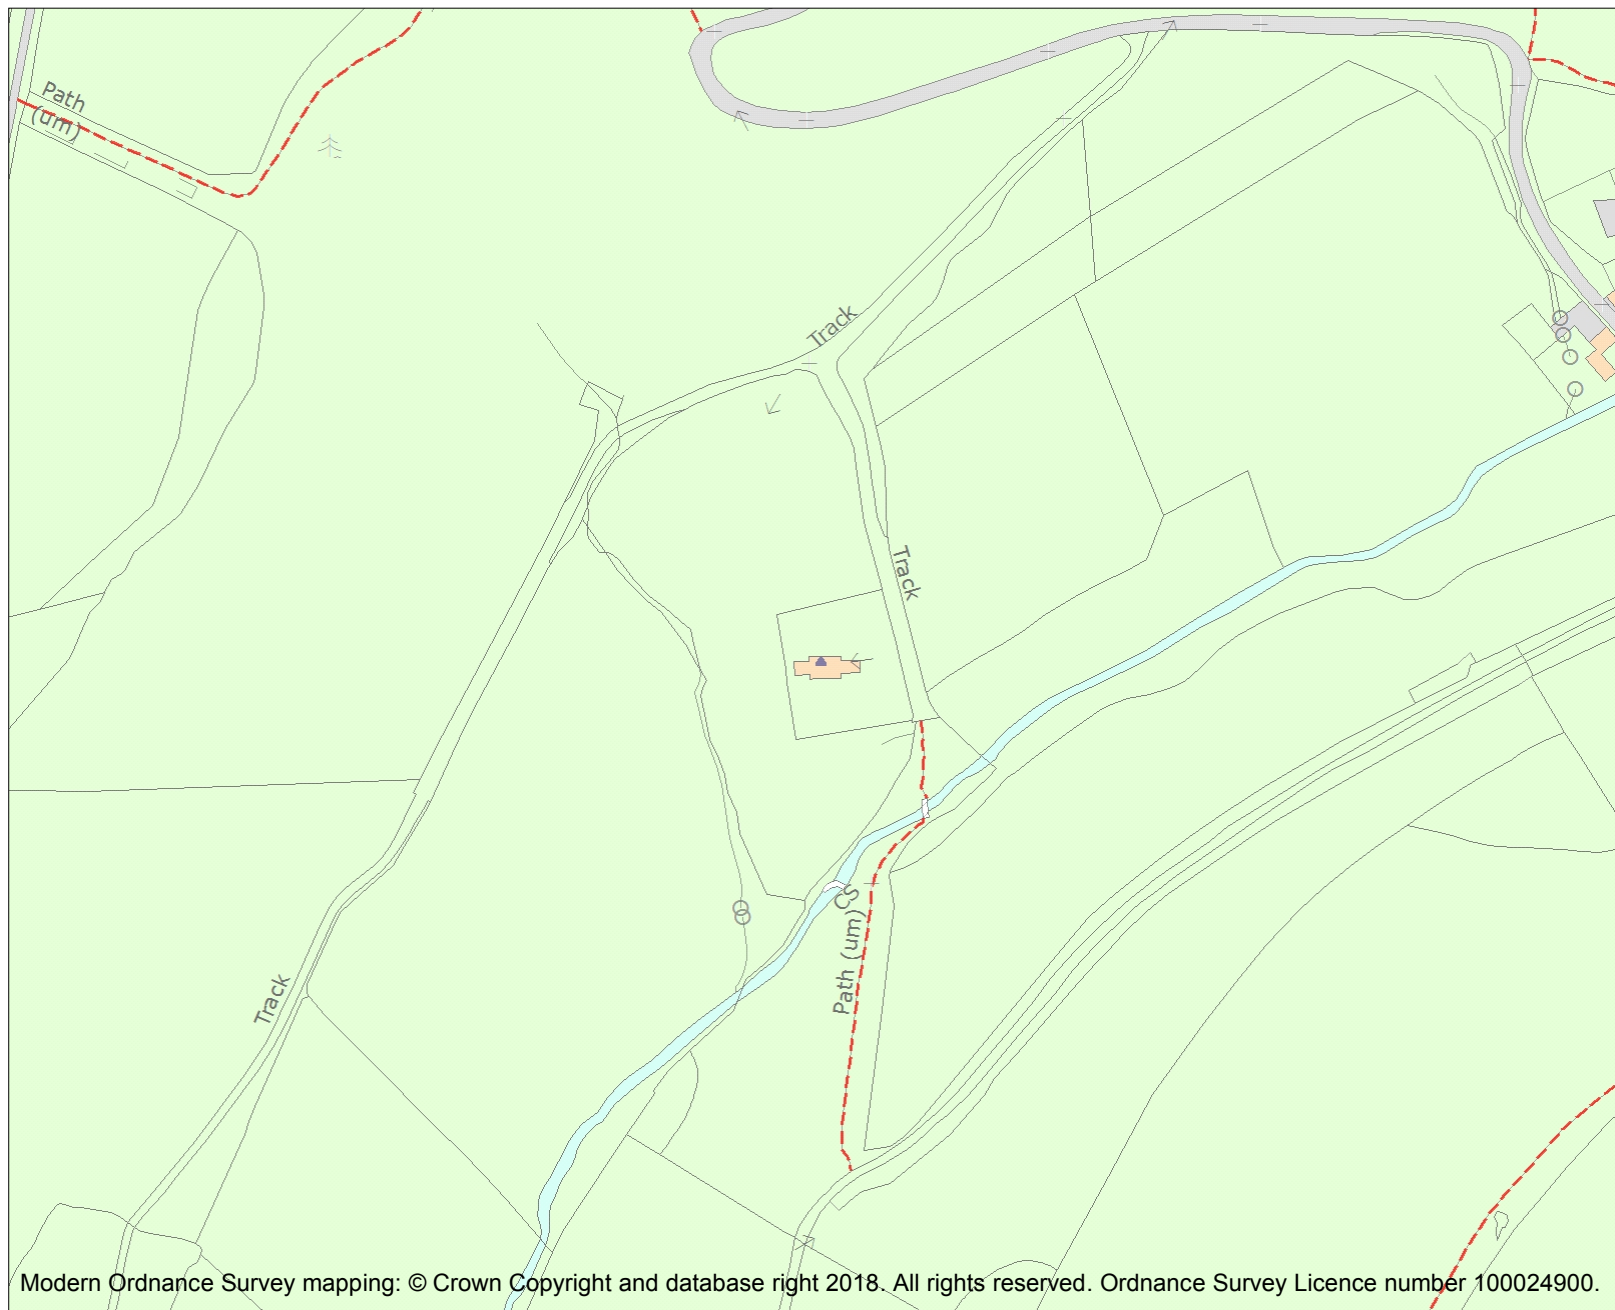 Path
(um)
Track
Track
CS
Path (um)
Track
Modern Ordnance Survey mapping: © Crown Copyright and database right 2018. All rights reserved. Ordnance Survey Licence number 100024900.